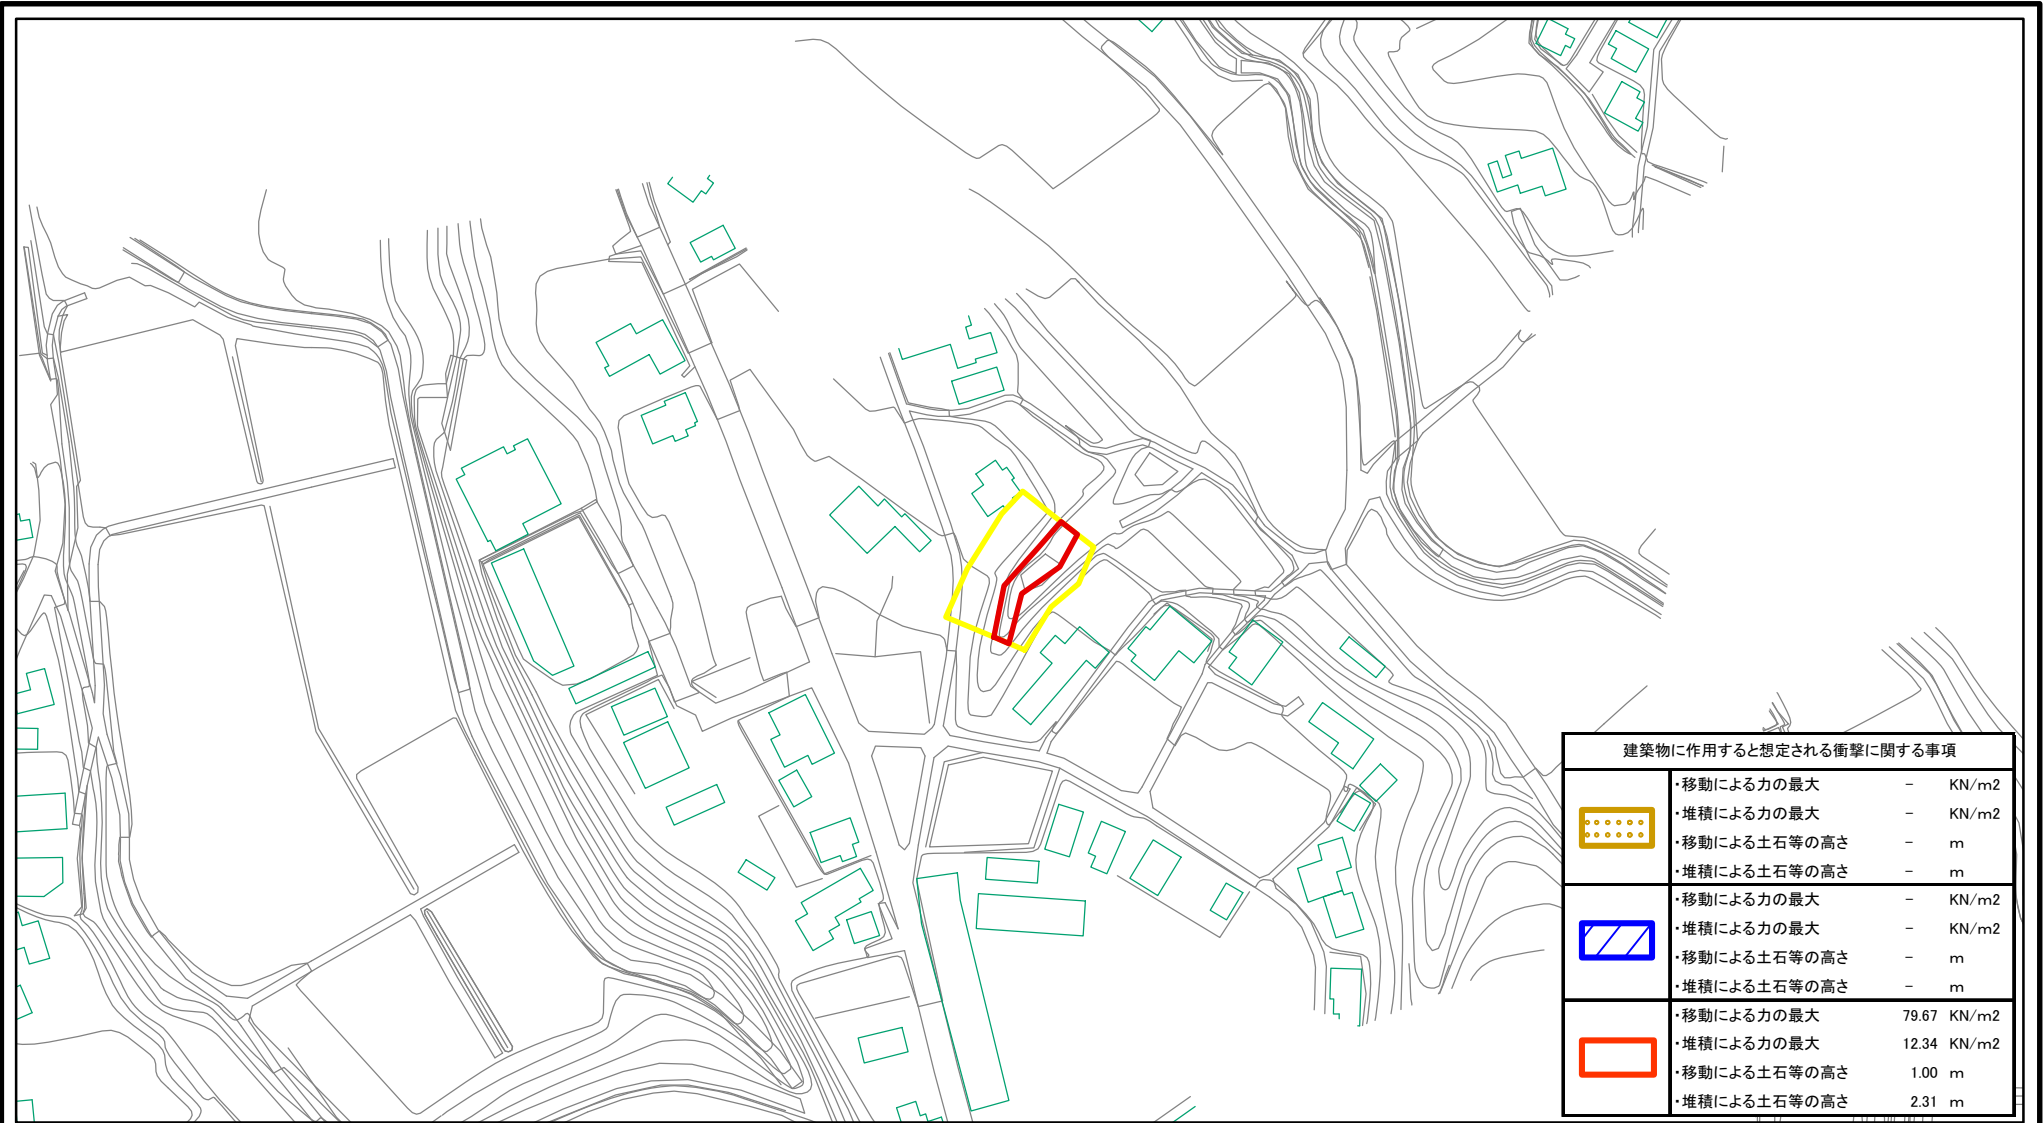 建築物に作用すると想定される衝撃に関する事項
・移動による力の最大 － KN/m2
・堆積による力の最大 － KN/m2
・移動による土石等の高さ － m
・堆積による土石等の高さ － m
・移動による力の最大 － KN/m2
・堆積による力の最大 － KN/m2
・移動による土石等の高さ － m
・堆積による土石等の高さ － m
・移動による力の最大 79.67 KN/m2
・堆積による力の最大 12.34 KN/m2
・移動による土石等の高さ 1.00 m
・堆積による土石等の高さ 2.31 m